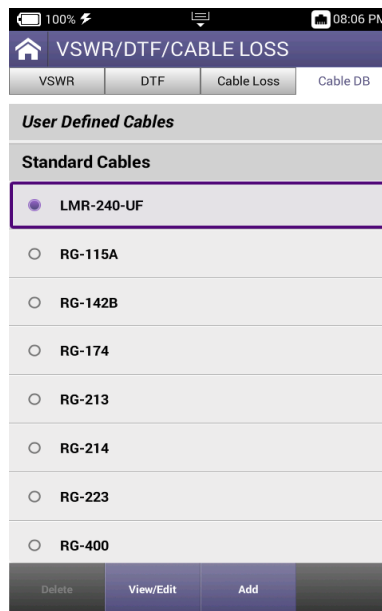 100%
08:06 PM
VSWR/DTF/CABLE LOSS
VSWR DTF Cable Loss Cable DB
User Defined Cables
Standard Cables
LMR-240-UF
RG-115A
RG-142B
RG-174
RG-213
RG-214
RG-223
RG-400
Delete View/Edit Add